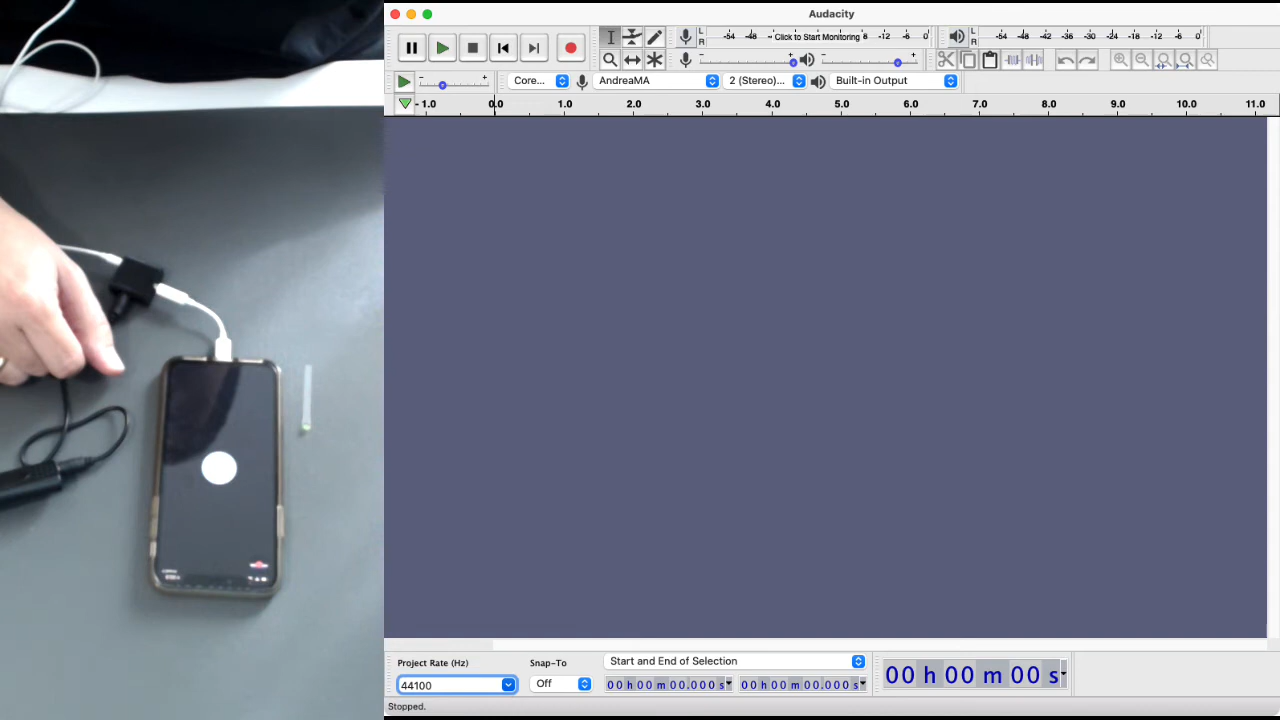 Audacity
L
R
-54 -48 - Click to Start Monitoring 8 -12 -6 0
L
R
-54 -48 -42 -36 -30 -24 -18 -12 -6 0
- +
Core... AndreaMA 2 (Stereo)... Built-in Output
- 1.0 0.0 1.0 2.0 3.0 4.0 5.0 6.0 7.0 8.0 9.0 10.0 11.0
Project Rate (Hz) Snap-To Start and End of Selection
44100 Off 00 h 00 m 00.000 s 00 h 00 m 00.000 s
00 h 00 m 00 s
Stopped.